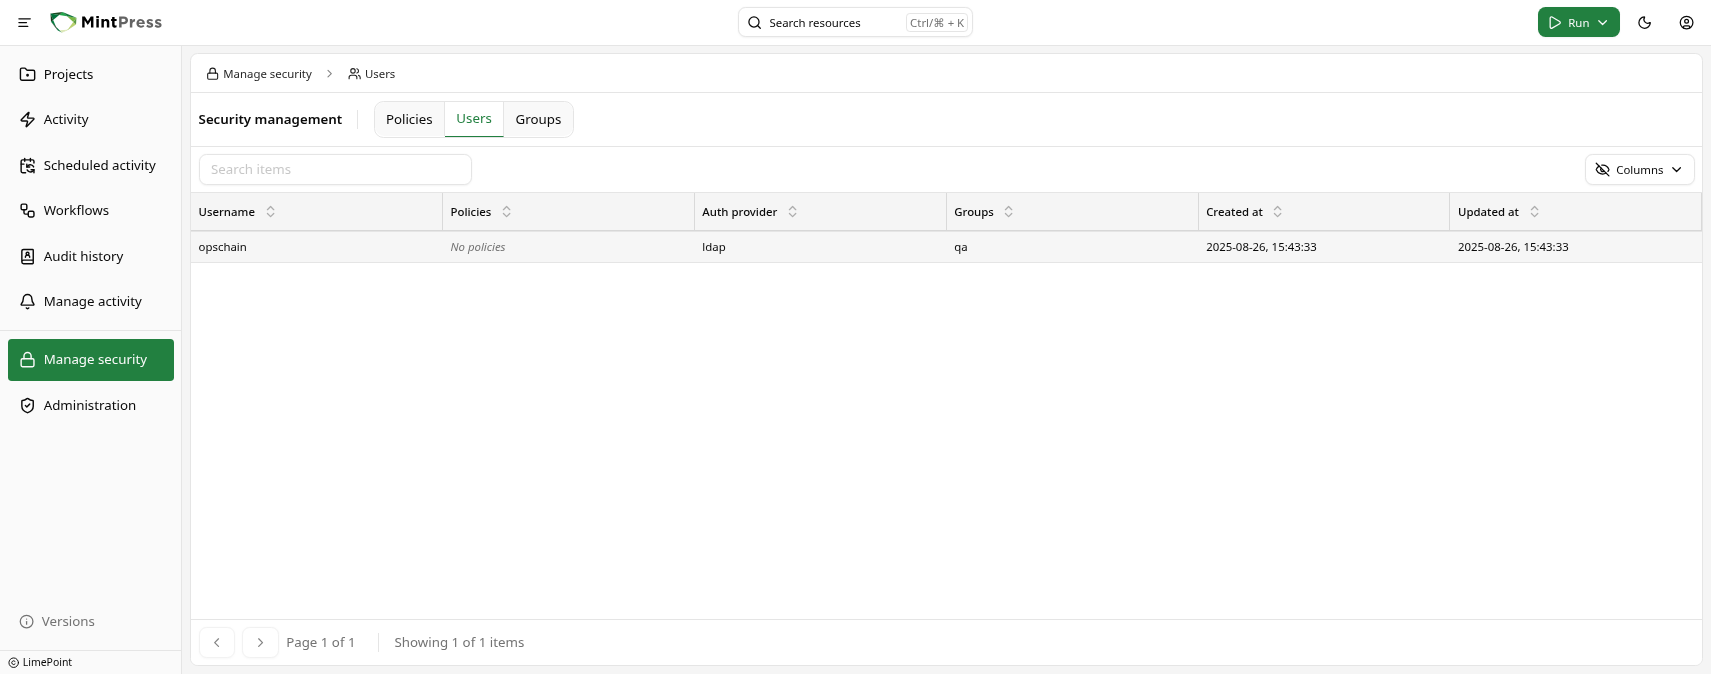 MintPress
Search resources
Ctrl/⌘ + K
Run
Projects
Activity
Scheduled activity
Workflows
Audit history
Manage activity
Manage security
Administration
Versions
© LimePoint
Manage security
Users
Security management
Policies
Users
Groups
Search items
Columns
Username
Policies
Auth provider
Groups
Created at
Updated at
opschain
No policies
ldap
qa
2025-08-26, 15:43:33
2025-08-26, 15:43:33
Page 1 of 1
Showing 1 of 1 items